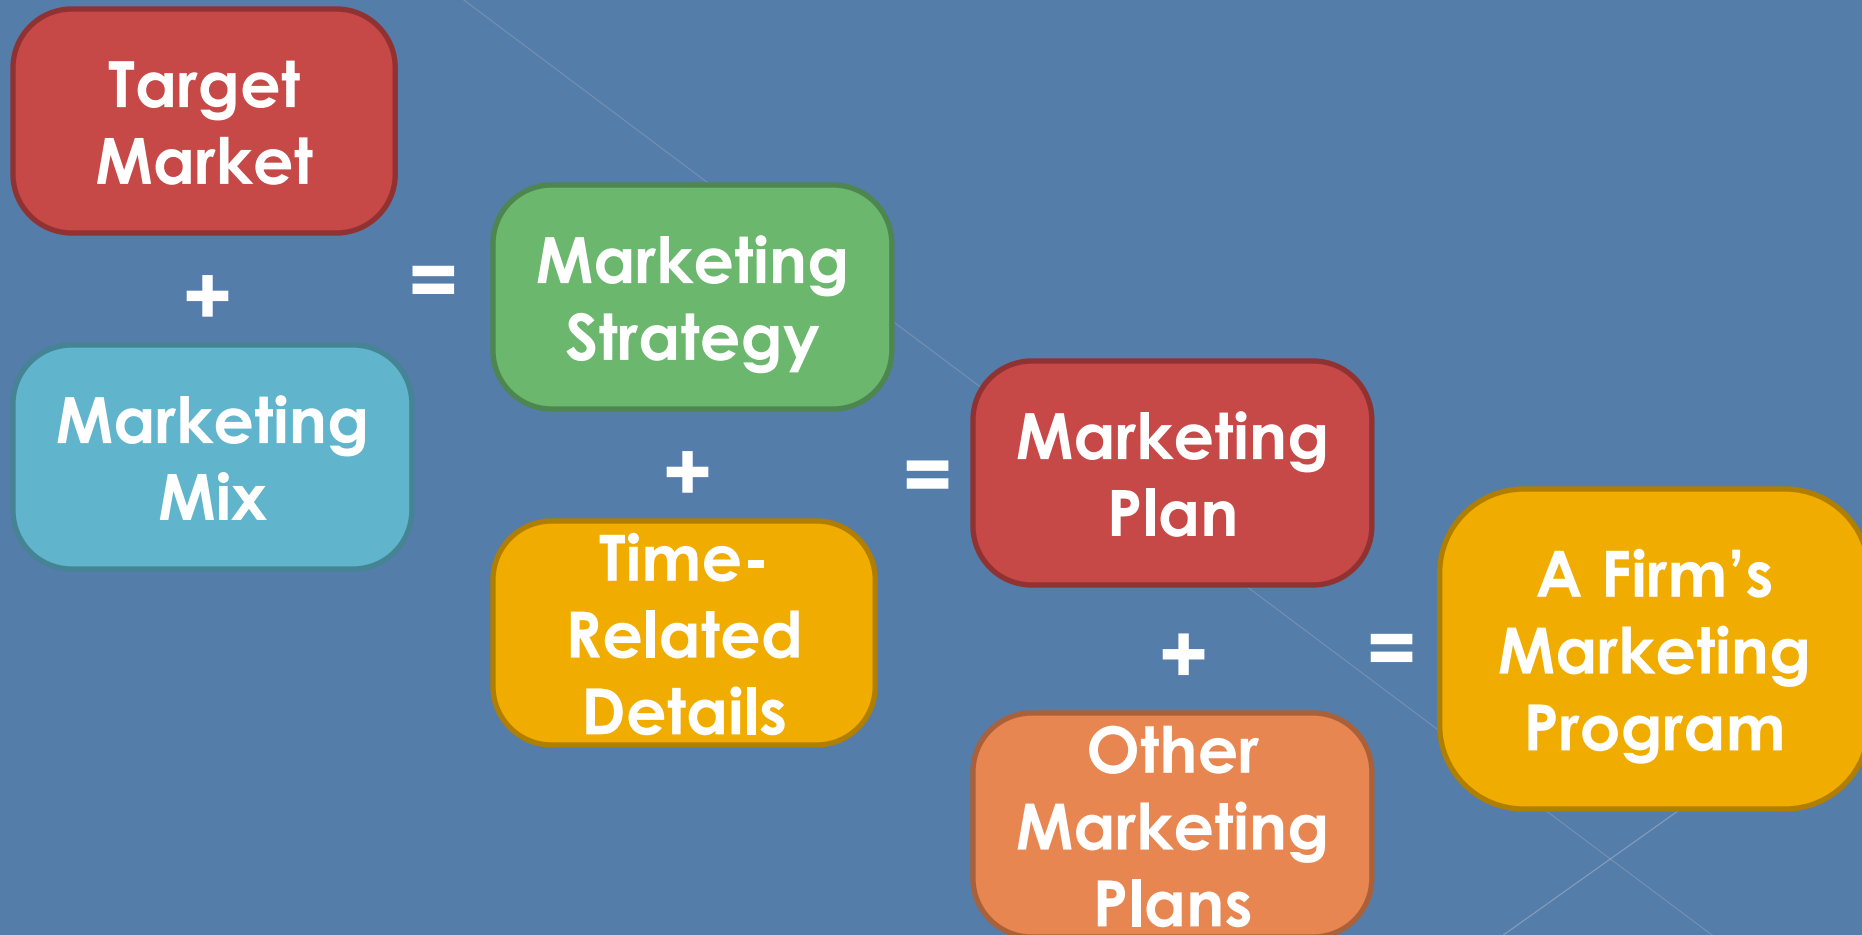 Target
Market
+
=
Marketing
Mix
Marketing
Strategy
+
=
Time-
Related
Details
Marketing
Plan
+
=
Other
Marketing
Plans
A Firm’s
Marketing
Program